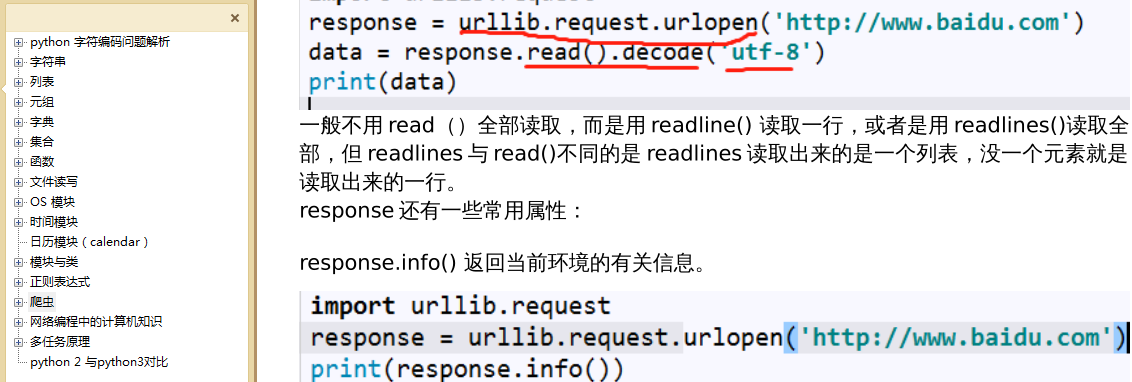 ×
python 字符编码问题解析
字符串
列表
元组
字典
集合
函数
文件读写
OS 模块
时间模块
日历模块（calendar）
模块与类
正则表达式
爬虫
网络编程中的计算机知识
多任务原理
python 2 与python3对比
response = urllib.request.urlopen('http://www.baidu.com')
data = response.read().decode('utf-8')
print(data)
一般不用 read（）全部读取，而是用 readline() 读取一行，或者是用 readlines()读取全
部，但 readlines 与 read()不同的是 readlines 读取出来的是一个列表，没一个元素就是
读取出来的一行。
response 还有一些常用属性：
response.info() 返回当前环境的有关信息。
import urllib.request
response = urllib.request.urlopen('http://www.baidu.com')
print(response.info())